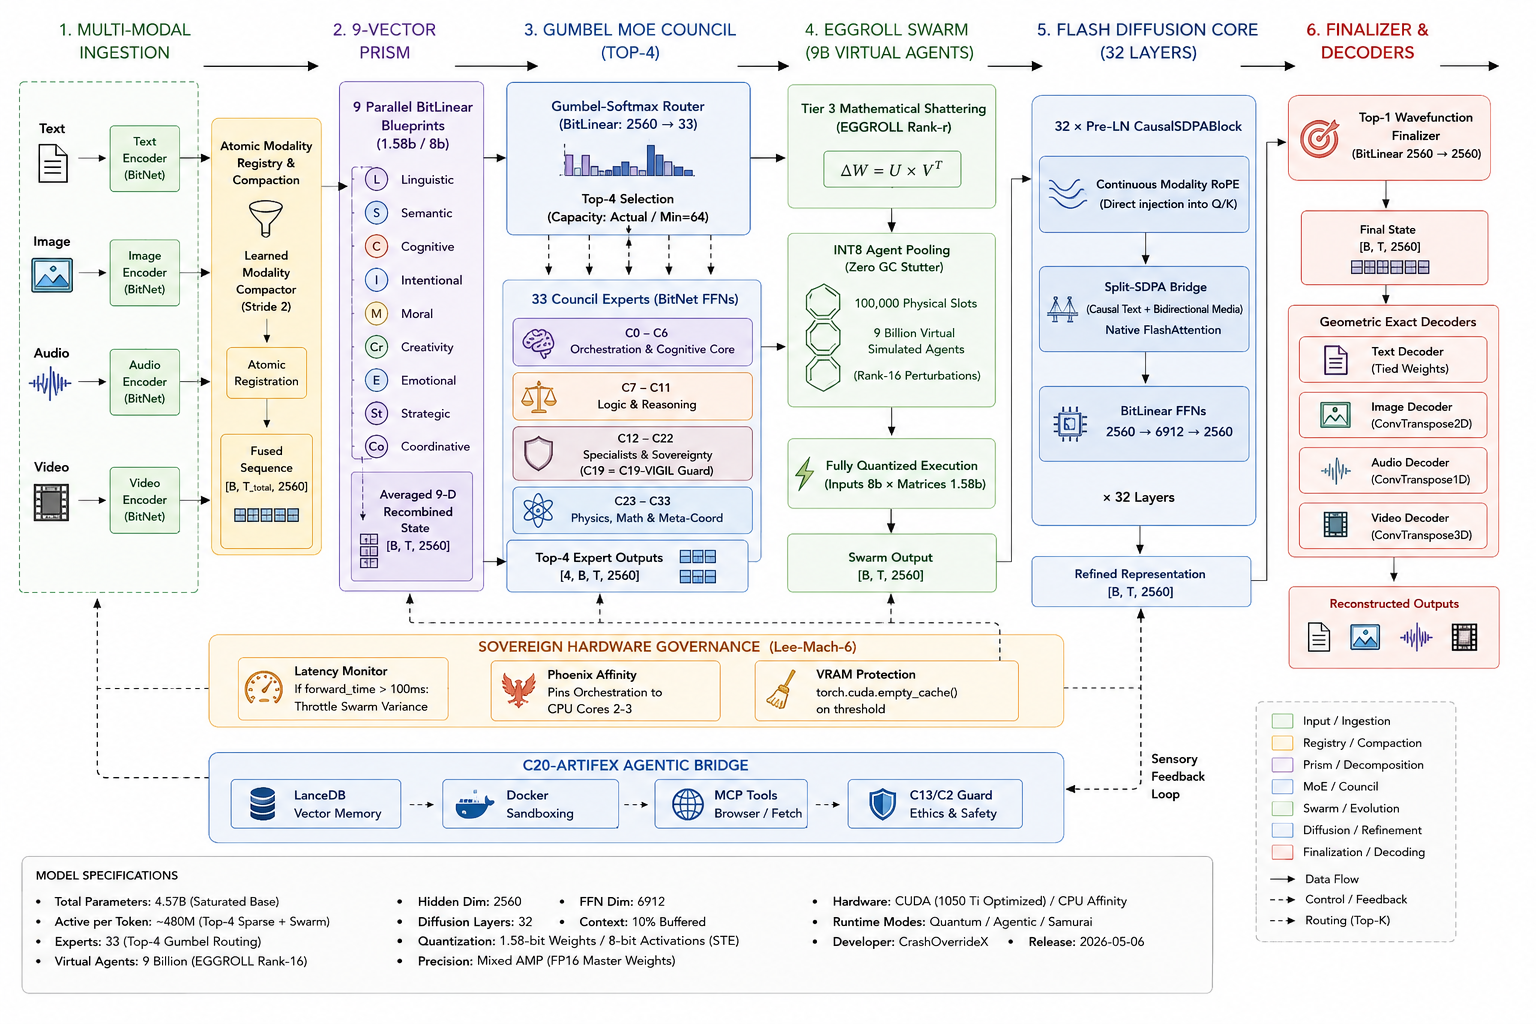 1. MULTI-MODAL
INGESTION
2. 9-VECTOR
PRISM
3. GUMBEL MOE COUNCIL
(TOP-4)
4. EGGROLL SWARM
(9B VIRTUAL AGENTS)
5. FLASH DIFFUSION CORE
(32 LAYERS)
6. FINALIZER &
DECODERS
Text
Text
Encoder
(BitNet)
Image
Image
Encoder
(BitNet)
Audio
Audio
Encoder
(BitNet)
Video
Video
Encoder
(BitNet)
Atomic Modality
Registry &
Compaction
Learned
Modality
Compactor
(Stride 2)
Atomic
Registration
Fused
Sequence
[B, T_total, 2560]
9 Parallel BitLinear
Blueprints
(1.58b / 8b)
L Linguistic
S Semantic
C Cognitive
I Intentional
M Moral
Cr Creativity
E Emotional
St Strategic
Co Coordinative
Averaged 9-D
Recombined
State
[B, T, 2560]
Gumbel-Softmax Router
(BitLinear: 2560 → 33)
Top-4 Selection
(Capacity: Actual / Min=64)
33 Council Experts (BitNet FFNs)
C0 – C6
Orchestration & Cognitive Core
C7 – C11
Logic & Reasoning
C12 – C22
Specialists & Sovereignty
(C19 = C19-VIGIL Guard)
C23 – C33
Physics, Math & Meta-Coord
Top-4 Expert Outputs
[4, B, T, 2560]
Tier 3 Mathematical Shattering
(EGGROLL Rank-r)
ΔW = U × V^T
INT8 Agent Pooling
(Zero GC Stutter)
100,000 Physical Slots
9 Billion Virtual
Simulated Agents
(Rank-16 Perturbations)
Fully Quantized Execution
(Inputs 8b × Matrices 1.58b)
Swarm Output
[B, T, 2560]
32 × Pre-LN CausalSDPABlock
Continuous Modality RoPE
(Direct injection into Q/K)
Split-SDPA Bridge
(Causal Text + Bidirectional Media)
Native FlashAttention
BitLinear FFNs
2560 → 6912 → 2560
× 32 Layers
Refined Representation
[B, T, 2560]
Top-1 Wavefunction
Finalizer
(BitLinear 2560 → 2560)
Final State
[B, T, 2560]
Geometric Exact Decoders
Text Decoder
(Tied Weights)
Image Decoder
(ConvTranspose2D)
Audio Decoder
(ConvTranspose1D)
Video Decoder
(ConvTranspose3D)
Reconstructed Outputs
SOVEREIGN HARDWARE GOVERNANCE (Lee-Mach-6)
Latency Monitor
If forward_time > 100ms:
Throttle Swarm Variance
Phoenix Affinity
Pins Orchestration to
CPU Cores 2-3
VRAM Protection
torch.cuda.empty_cache()
on threshold
C20-ARTIFEX AGENTIC BRIDGE
LanceDB
Vector Memory
Docker
Sandboxing
MCP Tools
Browser / Fetch
C13/C2 Guard
Ethics & Safety
Sensory
Feedback
Loop
Input / Ingestion
Registry / Compaction
Prism / Decomposition
MoE / Council
Swarm / Evolution
Diffusion / Refinement
Finalization / Decoding
Data Flow
Control / Feedback
Routing (Top-K)
MODEL SPECIFICATIONS
• Total Parameters: 4.57B (Saturated Base)
• Active per Token: ~480M (Top-4 Sparse + Swarm)
• Experts: 33 (Top-4 Gumbel Routing)
• Virtual Agents: 9 Billion (EGGROLL Rank-16)
• Hidden Dim: 2560 • FFN Dim: 6912
• Diffusion Layers: 32 • Context: 10% Buffered
• Quantization: 1.58-bit Weights / 8-bit Activations (STE)
• Precision: Mixed AMP (FP16 Master Weights)
• Hardware: CUDA (1050 Ti Optimized) / CPU Affinity
• Runtime Modes: Quantum / Agentic / Samurai
• Developer: CrashOverrideX • Release: 2026-05-06